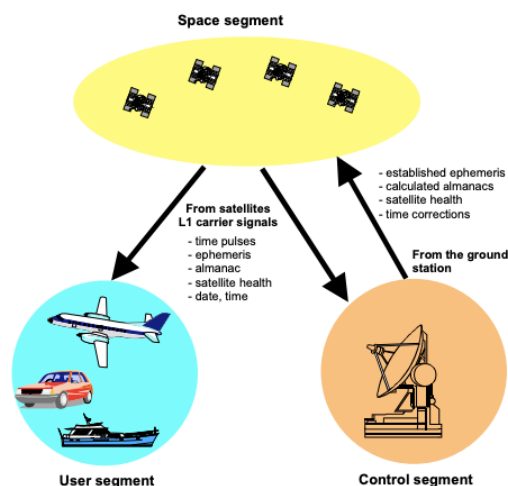 Space segment
- established ephemeris
- calculated almanacs
- satellite health
- time corrections
From satellites
L1 carrier signals
- time pulses
- ephemeris
- almanac
- satellite health
- date, time
From the ground
station
User segment
Control segment